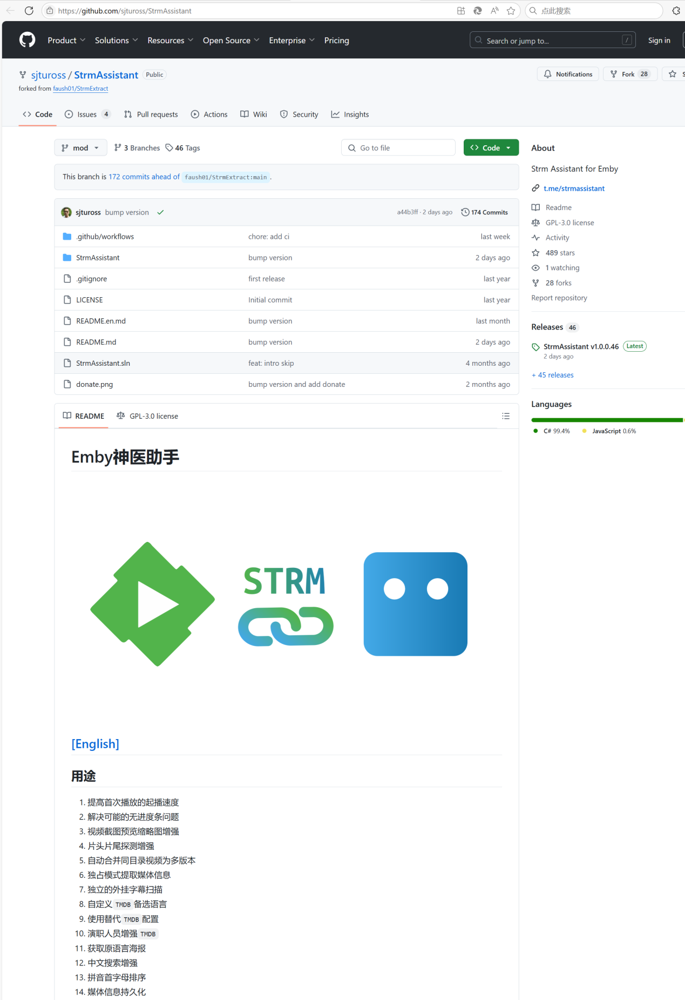 https://github.com/sjtuross/StrmAssistant
点此搜索
Product Solutions Resources Open Source Enterprise Pricing
Search or jump to... / Sign in
sjtuross / StrmAssistant Public
Notifications Fork 28
forked from faush01/StrmExtract
Code Issues 4 Pull requests Actions Wiki Security Insights
mod 3 Branches 46 Tags Go to file Code
This branch is 172 commits ahead of faush01/StrmExtract:main .
sjtuross bump version a44b3ff · 2 days ago 174 Commits
.github/workflows chore: add ci last week
StrmAssistant bump version 2 days ago
.gitignore first release last year
LICENSE Initial commit last year
README.en.md bump version last month
README.md bump version 2 days ago
StrmAssistant.sln feat: intro skip 4 months ago
donate.png bump version and add donate 2 months ago
README GPL-3.0 license
Emby神医助手
STRM
[English]
用途
1. 提高首次播放的起播速度
2. 解决可能的无进度条问题
3. 视频截图预览缩略图增强
4. 片头片尾探测增强
5. 自动合并同目录视频为多版本
6. 独占模式提取媒体信息
7. 独立的外挂字幕扫描
8. 自定义 TMDB 备选语言
9. 使用替代 TMDB 配置
10. 演职人员增强 TMDB
11. 获取原语言海报
12. 中文搜索增强
13. 拼音首字母排序
14. 媒体信息持久化
About
Strm Assistant for Emby
t.me/strmassistant
Readme
GPL-3.0 license
Activity
489 stars
1 watching
28 forks
Report repository
Releases 46
StrmAssistant v1.0.0.46 Latest
2 days ago
+ 45 releases
Languages
C# 99.4% JavaScript 0.6%